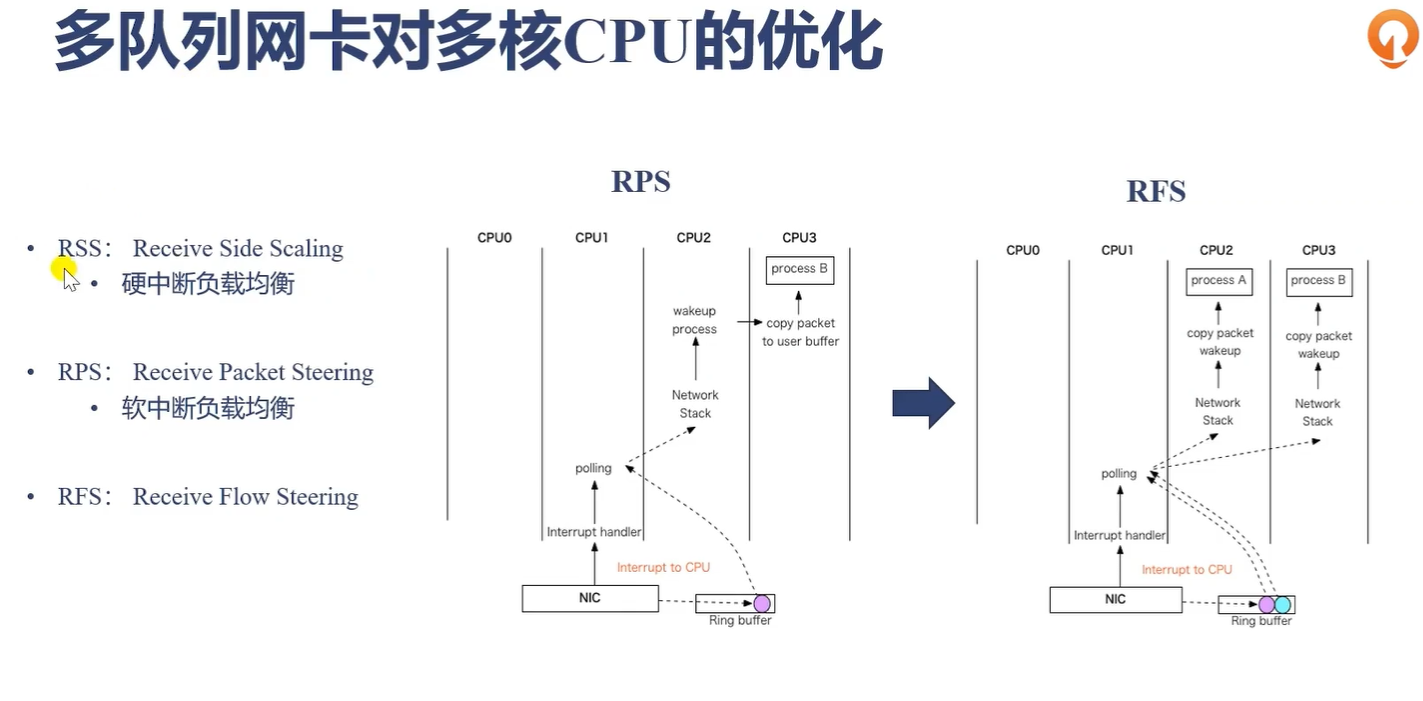 多队列网卡对多核CPU的优化
• RSS： Receive Side Scaling
• 硬中断负载均衡
• RPS： Receive Packet Steering
• 软中断负载均衡
• RFS： Receive Flow Steering
RPS
CPU0 CPU1 CPU2 CPU3
process B
wakeup
process
copy packet
to user buffer
Network
Stack
polling
Interrupt handler
Interrupt to CPU
NIC
Ring buffer
RFS
CPU0 CPU1 CPU2 CPU3
process A process B
copy packet
wakeup
copy packet
wakeup
Network
Stack
Network
Stack
polling
Interrupt handler
Interrupt to CPU
NIC
Ring buffer